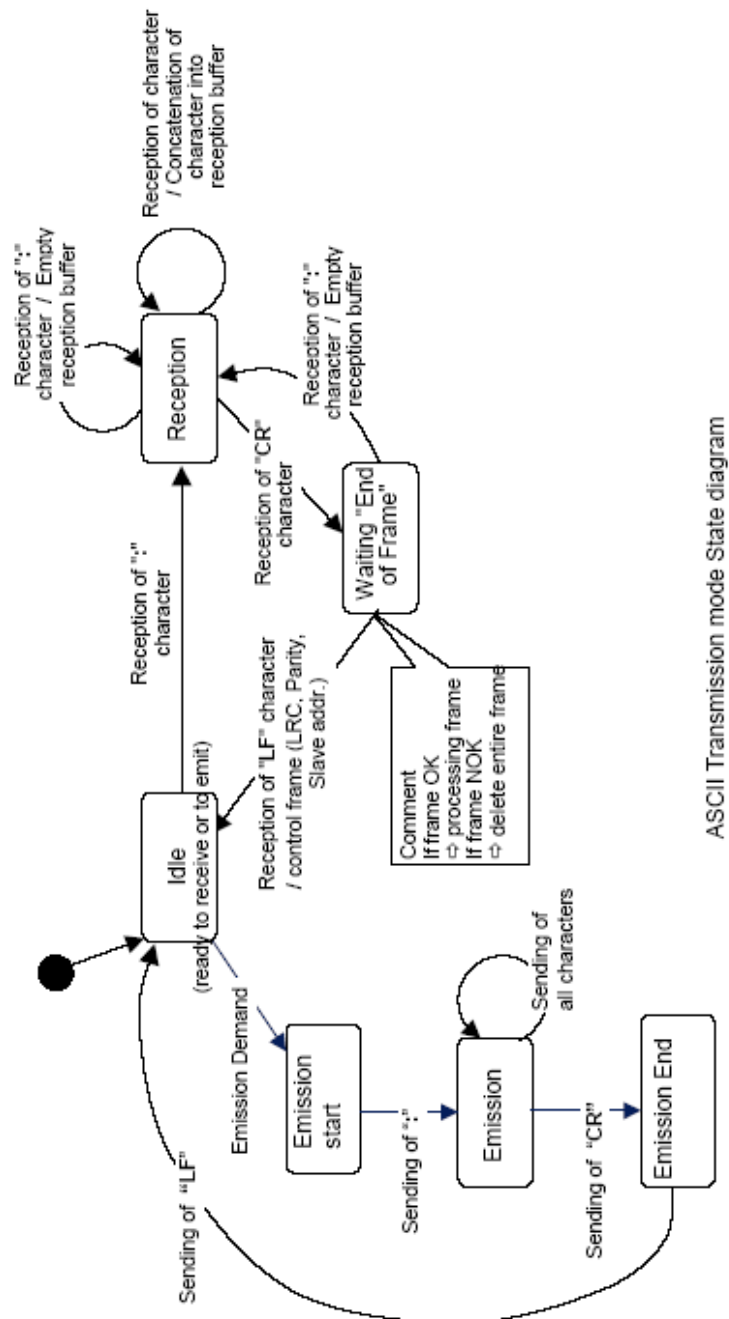 Reception of ":"
character / Empty
reception buffer
Reception of character
/ Concatenation of
character into
reception buffer
Reception
Reception of ":"
character
Reception of "CR"
character
Reception of ":"
character / Empty
reception buffer
Waiting "End
of Frame"
Idle
(ready to receive or to emit)
Reception of "LF" character
/ control frame (LRC, Parity,
Slave addr.)
Comment
If frame OK
⇨ processing frame
If frame NOK
⇨ delete entire frame
Emission Demand
Emission
start
Sending of “:”
Emission
Sending of
all characters
Sending of “CR”
Emission End
Sending of “LF”
ASCII Transmission mode State diagram